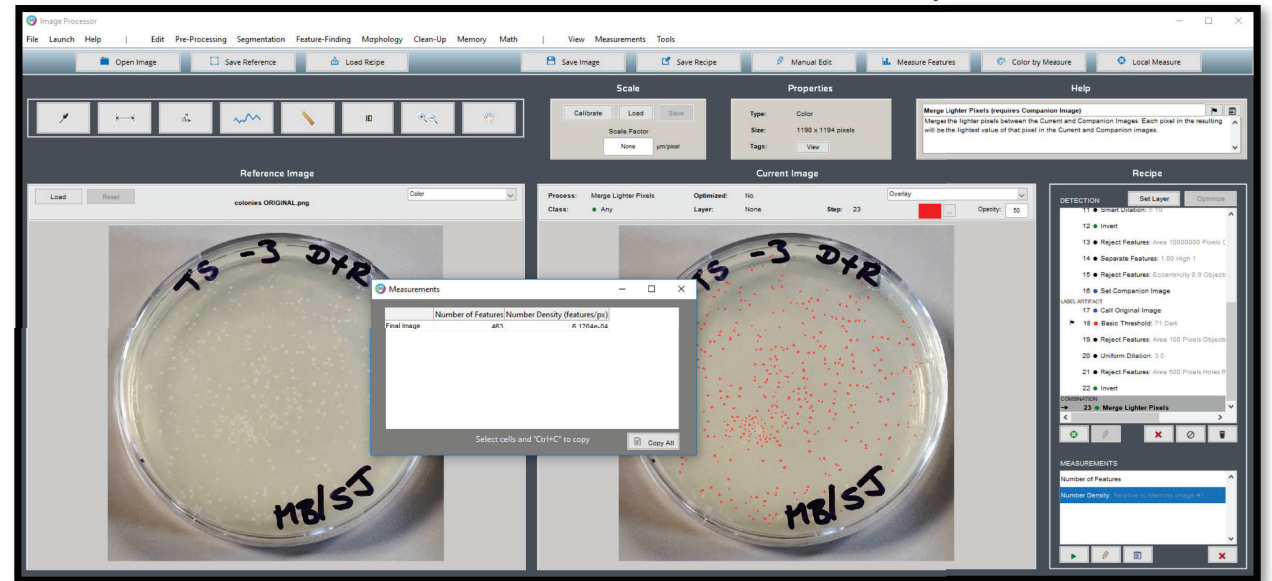 Image Processor
File Launch Help | Edit Pre-Processing Segmentation Feature-Finding Morphology Clean-Up Memory Math | View Measurements Tools
Open Image Save Reference Load Recipe Save Image Save Recipe Manual Edit Measure Features Color by Measure Local Measure
Scale Properties Help
Calibrate Load Save
Scale Factor
None µm/pixel
Type: Color
Size: 1190 x 1194 pixels
Tags: View
Merge Lighter Pixels (requires Companion Image)
Merges the lighter pixels between the Current and Companion Images. Each pixel in the resulting
will be the lightest value of that pixel in the Current and Companion images.
ID
Reference Image Current Image Recipe
Load Reset colonies ORIGINAL.png Color
Process: Merge Lighter Pixels Optimized: No Overlay
Class: Any Layer: None Step: 23 ... Opacity: 50
TS -3 D+R
MB/SJ
TS -3 D+R
MB/SJ
Measurements
Number of Features Number Density (features/px)
Final Image 463 6.1204e-04
Select cells and "Ctrl+C" to copy Copy All
DETECTION Set Layer Optimize
11 Smart Dilation: 5 10
12 Invert
13 Reject Features: Area 10000000 Pixels
14 Separate Features: 1.00 High 1
15 Reject Features: Eccentricity 0.9 Objects
16 Set Companion Image
LABEL ARTIFACT
17 Call Original Image
18 Basic Threshold: 71 Dark
19 Reject Features: Area 100 Pixels Objects
20 Uniform Dilation: 3.0
21 Reject Features: Area 500 Pixels Holes
22 Invert
COMBINATION
23 Merge Lighter Pixels
MEASUREMENTS
Number of Features
Number Density: Relative to Memory Image #1